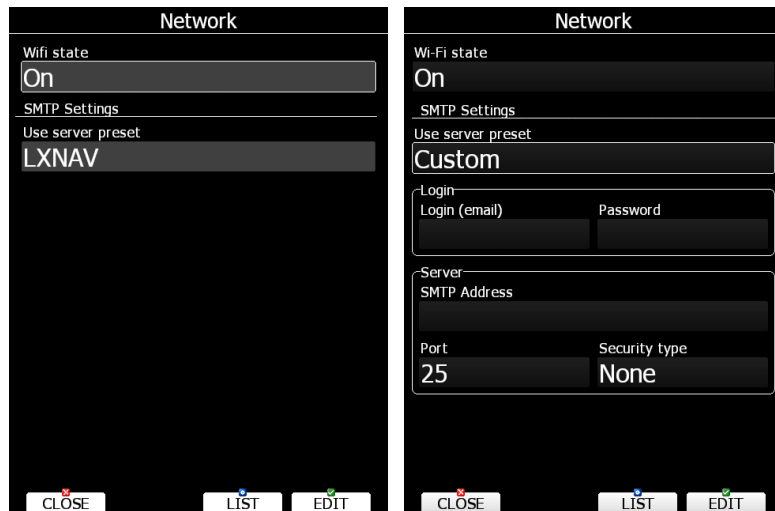 Network
Wifi state
On
SMTP Settings
Use server preset
LXNAV
CLOSE LIST EDIT
Network
Wi-Fi state
On
SMTP Settings
Use server preset
Custom
Login
Login (email) Password
Server
SMTP Address
Port Security type
25 None
CLOSE LIST EDIT